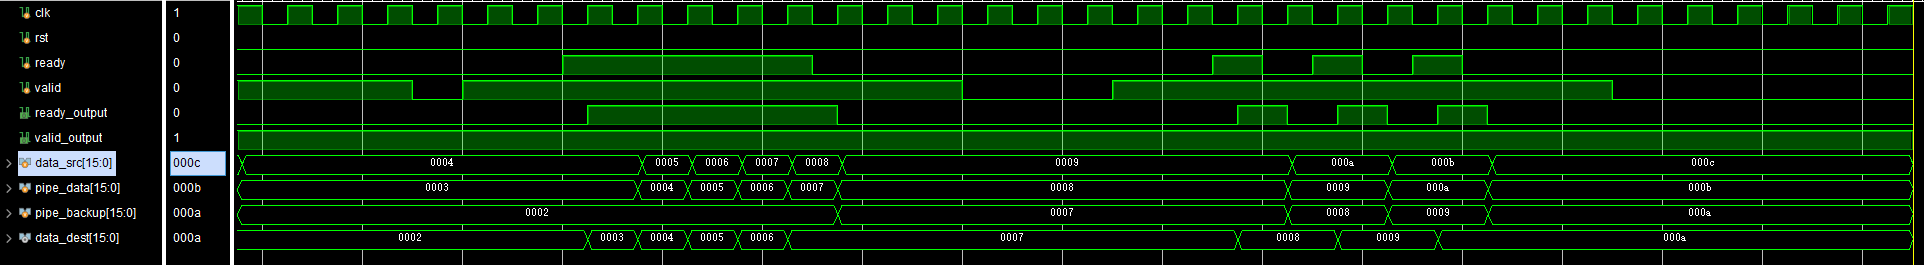 clk 1
rst 0
ready 0
valid 0
ready_output 0
valid_output 1
data_src[15:0] 000c 0004 0005 0006 0007 0008 0009 000a 000b 000c
pipe_data[15:0] 000b 0003 0004 0005 0006 0007 0008 0009 000a 000b
pipe_backup[15:0] 000a 0002 0007 0008 0009 000a
data_dest[15:0] 000a 0002 0003 0004 0005 0006 0007 0008 0009 000a